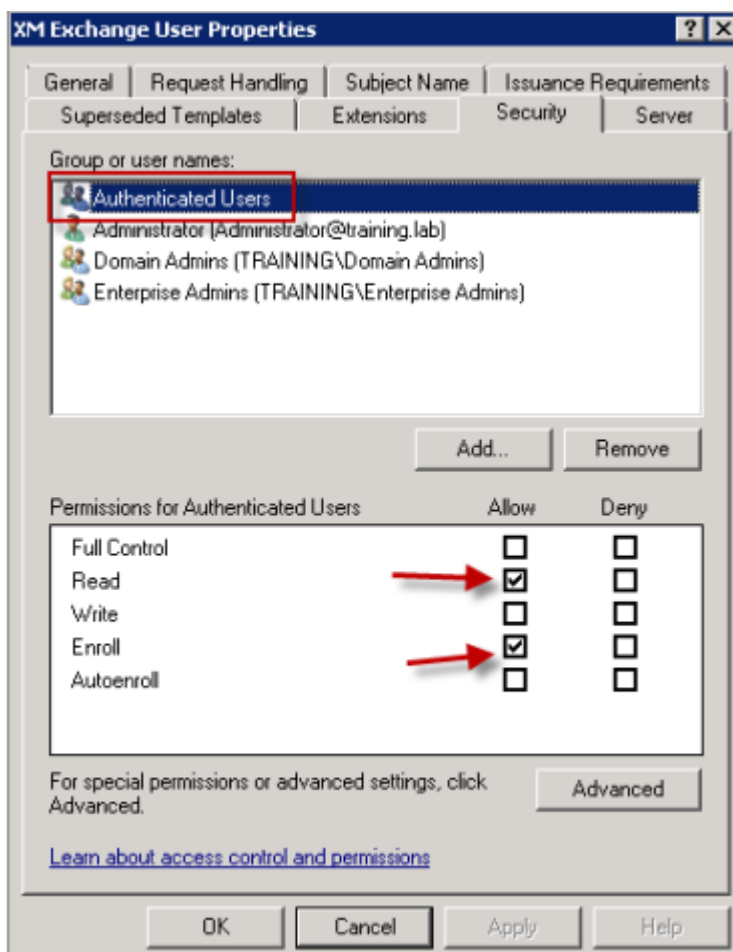 XM Exchange User Properties
General Request Handling Subject Name Issuance Requirements
Superseded Templates Extensions Security Server
Group or user names:
Authenticated Users
Administrator (Administrator@training.lab)
Domain Admins (TRAINING\Domain Admins)
Enterprise Admins (TRAINING\Enterprise Admins)
Add... Remove
Permissions for Authenticated Users Allow Deny
Full Control
Read
Write
Enroll
Autoenroll
For special permissions or advanced settings, click
Advanced.
Advanced
Learn about access control and permissions
OK Cancel Apply Help